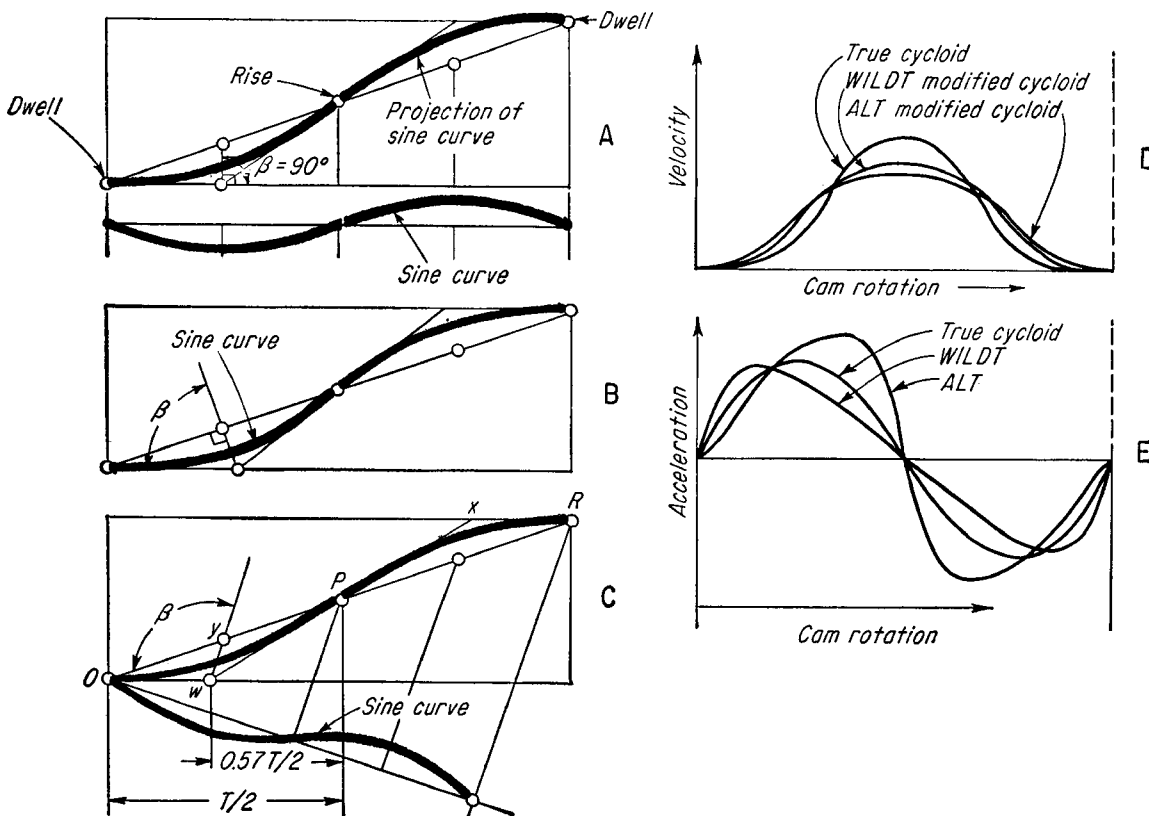 Dwell
Rise
Dwell
Projection of
sine curve
β = 90°
Sine curve
A
Sine curve
β
B
x
R
P
β
y
O
w
C
Sine curve
0.57T/2
T/2
True cycloid
WILDT modified cycloid
ALT modified cycloid
Velocity
Cam rotation
D
True cycloid
WILDT
ALT
Acceleration
Cam rotation
E